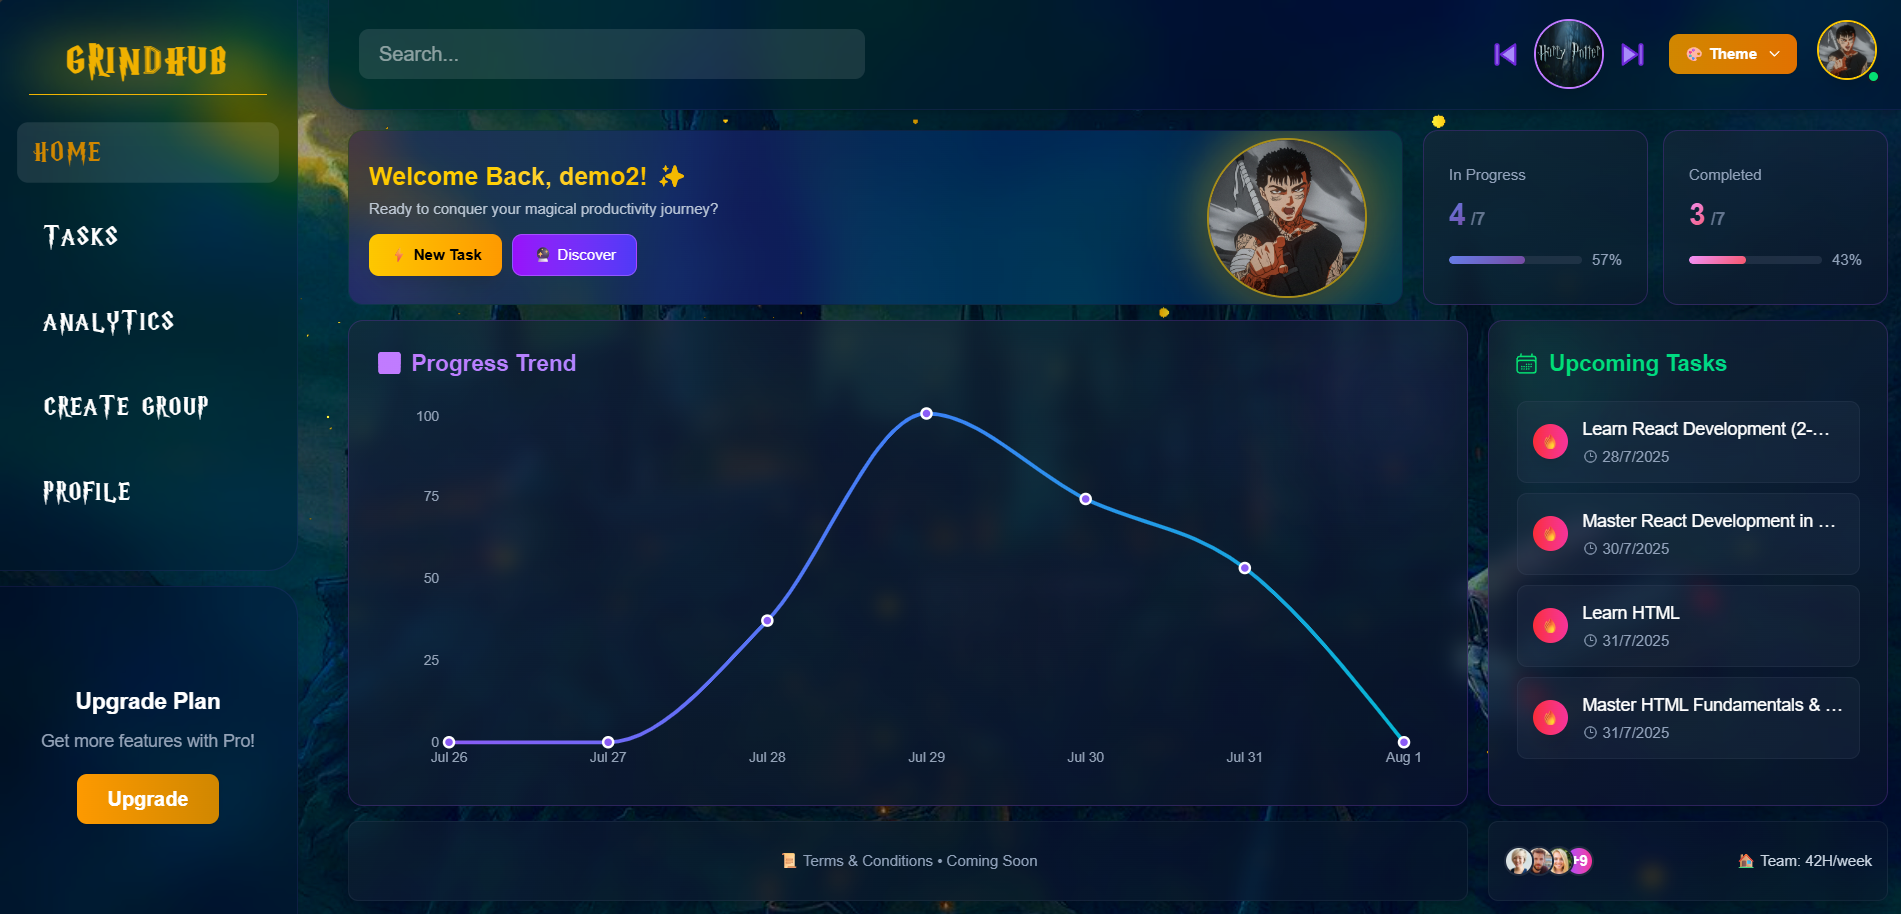 GRINDHUB
HOME
TASKS
ANALYTICS
CREATE GROUP
PROFILE
Upgrade Plan
Get more features with Pro!
Upgrade
Search...
Harry Potter
Theme
Welcome Back, demo2!
Ready to conquer your magical productivity journey?
New Task
Discover
In Progress
4 /7
57%
Completed
3 /7
43%
Progress Trend
100
75
50
25
0
Jul 26
Jul 27
Jul 28
Jul 29
Jul 30
Jul 31
Aug 1
Upcoming Tasks
Learn React Development (2-...
28/7/2025
Master React Development in ...
30/7/2025
Learn HTML
31/7/2025
Master HTML Fundamentals & ...
31/7/2025
Terms & Conditions • Coming Soon
+9
Team: 42H/week